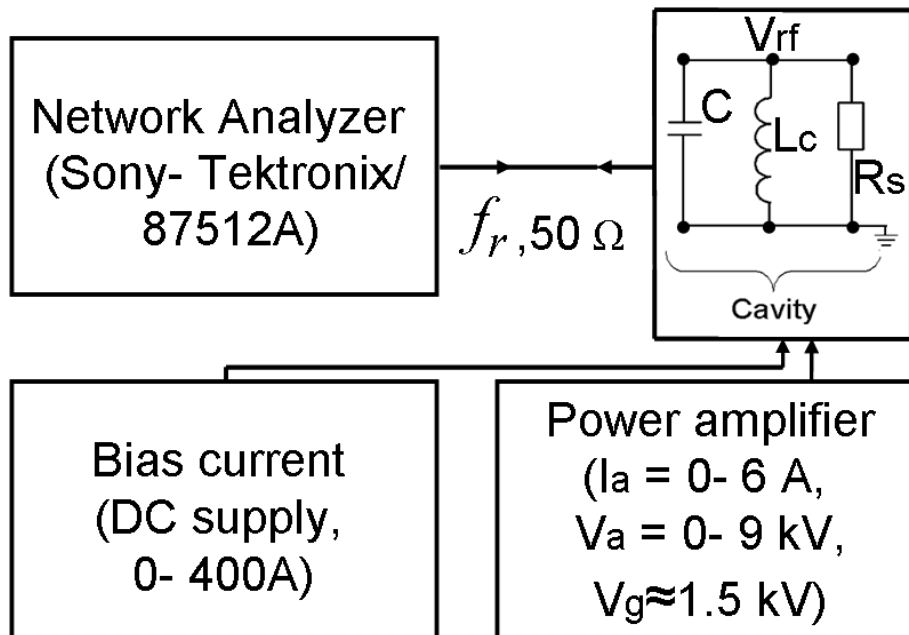 Network Analyzer
(Sony- Tektronix/
87512A)
f_r ,50 Ω
Vrf
C
Lc
Rs
Cavity
Bias current
(DC supply,
0- 400A)
Power amplifier
(Ia = 0- 6 A,
Va = 0- 9 kV,
Vg≈1.5 kV)